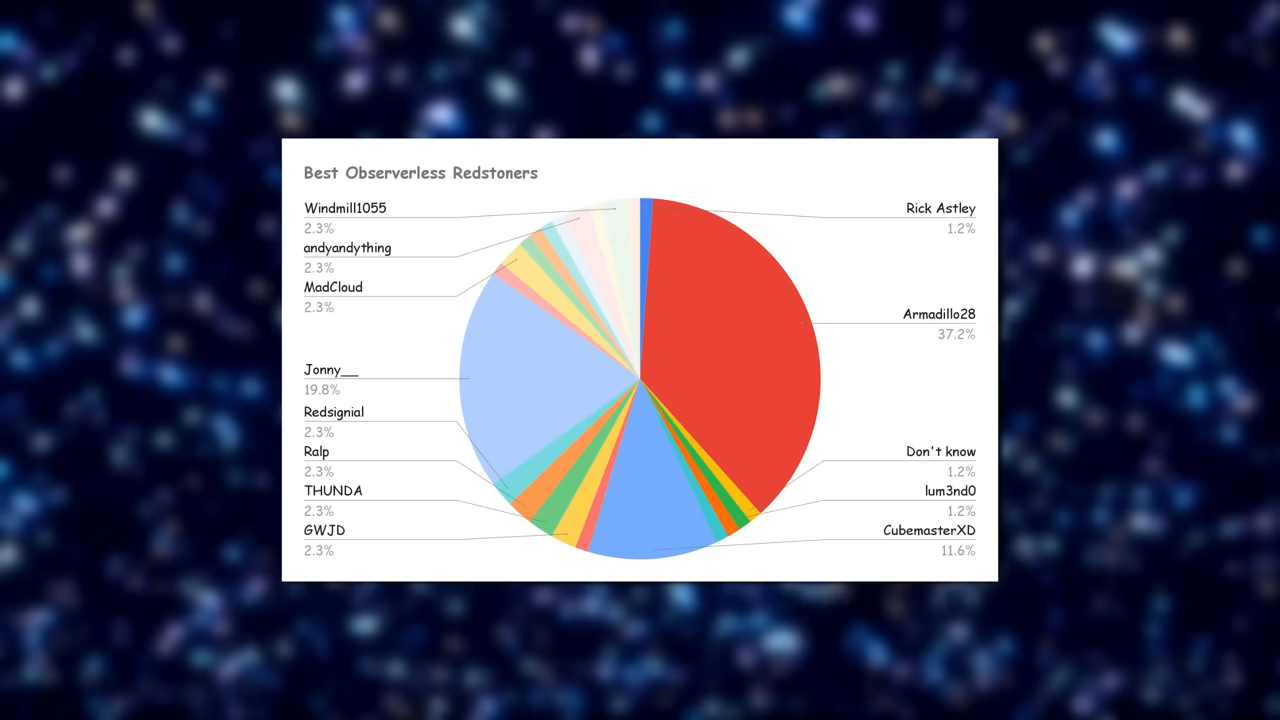 Best Observerless Redstoners
Windmill1055
2.3%
andyandything
2.3%
MadCloud
2.3%
Jonny__
19.8%
Redsignial
2.3%
Ralp
2.3%
THUNDA
2.3%
GWJD
2.3%
Rick Astley
1.2%
Armadillo28
37.2%
Don't know
1.2%
lum3nd0
1.2%
CubemasterXD
11.6%